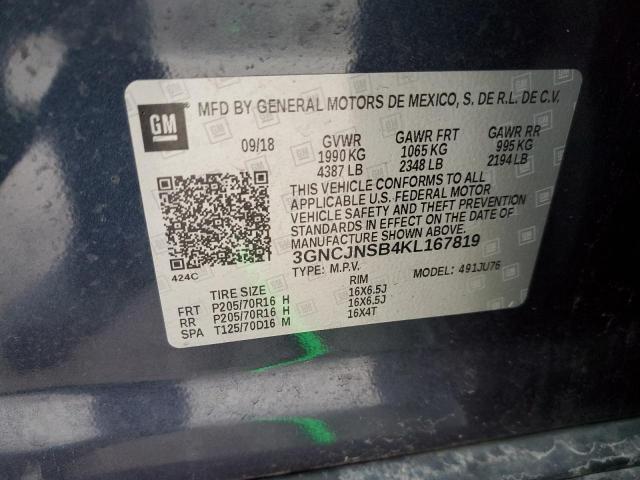 GM
MFD BY GENERAL MOTORS DE MEXICO, S. DE R.L. DE C.V.
09/18 GVWR GAWR FRT GAWR RR
1990 KG 1065 KG 995 KG
4387 LB 2348 LB 2194 LB
THIS VEHICLE CONFORMS TO ALL
APPLICABLE U.S. FEDERAL MOTOR
VEHICLE SAFETY AND THEFT PREVENTION
STANDARDS IN EFFECT ON THE DATE OF
MANUFACTURE SHOWN ABOVE.
3GNCJNSB4KL167819
424C
TYPE: M.P.V. MODEL: 491JU76
TIRE SIZE RIM
FRT P205/70R16 H 16X6.5J
RR P205/70R16 H 16X6.5J
SPA T125/70D16 M 16X4T